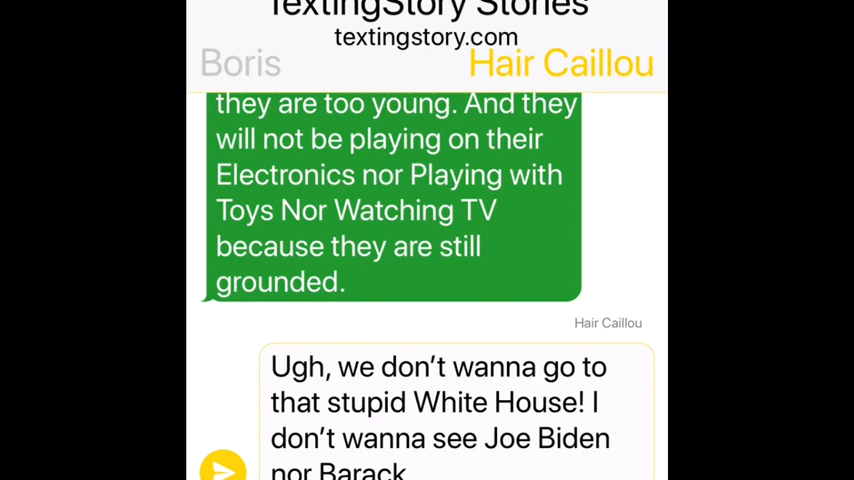 TextingStory Stories
textingstory.com
Boris
Hair Caillou
they are too young. And they
will not be playing on their
Electronics nor Playing with
Toys Nor Watching TV
because they are still
grounded.
Hair Caillou
Ugh, we don’t wanna go to
that stupid White House! I
don’t wanna see Joe Biden
nor Barack